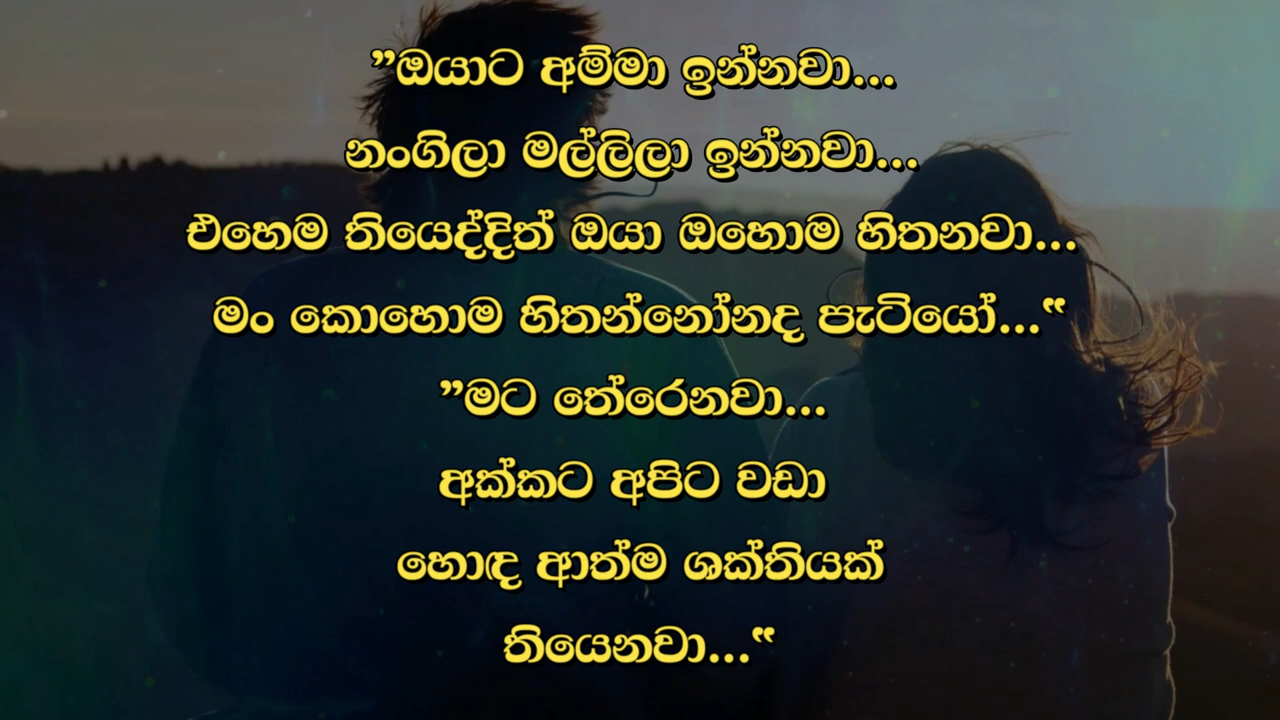 ”ඔයාට අම්මා ඉන්නවා...
නංගිලා මල්ලිලා ඉන්නවා...
එහෙම තියෙද්දිත් ඔයා ඔහොම හිතනවා...
මං කොහොම හිතන්නෝනද පැටියෝ...“
”මට තේරෙනවා...
අක්කට අපිට වඩා
හොඳ ආත්ම ශක්තියක්
තියෙනවා...“